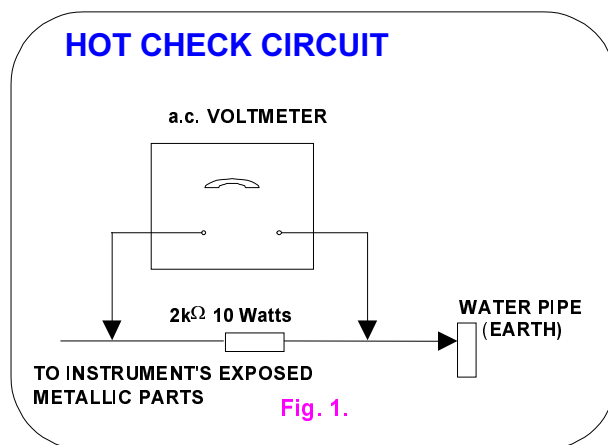 HOT CHECK CIRCUIT
a.c. VOLTMETER
2kΩ 10 Watts
WATER PIPE
(EARTH)
TO INSTRUMENT'S EXPOSED
METALLIC PARTS
Fig. 1.